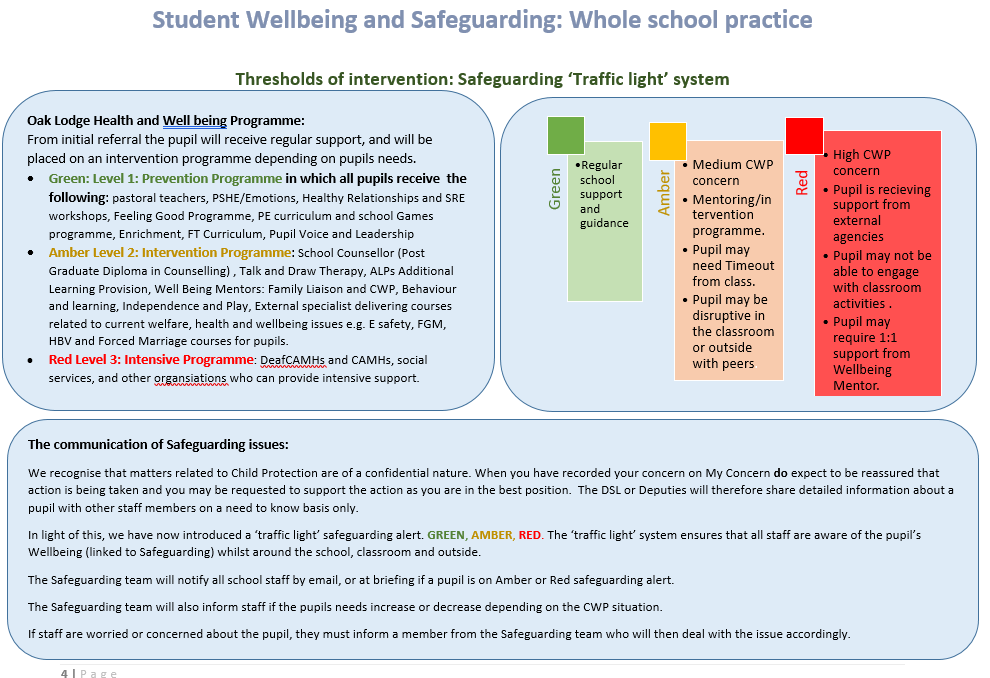 Student Wellbeing and Safeguarding: Whole school practice
Thresholds of intervention: Safeguarding ‘Traffic light’ system
Oak Lodge Health and Well being Programme:
From initial referral the pupil will receive regular support, and will be
placed on an intervention programme depending on pupils needs.
• Green: Level 1: Prevention Programme in which all pupils receive the
following: pastoral teachers, PSHE/Emotions, Healthy Relationships and SRE
workshops, Feeling Good Programme, PE curriculum and school Games
programme, Enrichment, FT Curriculum, Pupil Voice and Leadership
• Amber Level 2: Intervention Programme: School Counsellor (Post
Graduate Diploma in Counselling) , Talk and Draw Therapy, ALPs Additional
Learning Provision, Well Being Mentors: Family Liaison and CWP, Behaviour
and learning, Independence and Play, External specialist delivering courses
related to current welfare, health and wellbeing issues e.g. E safety, FGM,
HBV and Forced Marriage courses for pupils.
• Red Level 3: Intensive Programme: DeafCAMHs and CAMHs, social
services, and other organsiations who can provide intensive support.
Green
•Regular
school
support
and
guidance
Amber
• Medium CWP
concern
• Mentoring/in
tervention
programme.
• Pupil may
need Timeout
from class.
• Pupil may be
disruptive in
the classroom
or outside
with peers
Red
• High CWP
concern
• Pupil is recieving
support from
external
agencies
• Pupil may not be
able to engage
with classroom
activities .
• Pupil may
require 1:1
support from
Wellbeing
Mentor.
The communication of Safeguarding issues:
We recognise that matters related to Child Protection are of a confidential nature. When you have recorded your concern on My Concern do expect to be reassured that
action is being taken and you may be requested to support the action as you are in the best position. The DSL or Deputies will therefore share detailed information about a
pupil with other staff members on a need to know basis only.
In light of this, we have now introduced a ‘traffic light’ safeguarding alert. GREEN, AMBER, RED. The ‘traffic light’ system ensures that all staff are aware of the pupil’s
Wellbeing (linked to Safeguarding) whilst around the school, classroom and outside.
The Safeguarding team will notify all school staff by email, or at briefing if a pupil is on Amber or Red safeguarding alert.
The Safeguarding team will also inform staff if the pupils needs increase or decrease depending on the CWP situation.
If staff are worried or concerned about the pupil, they must inform a member from the Safeguarding team who will then deal with the issue accordingly.
4 | Page